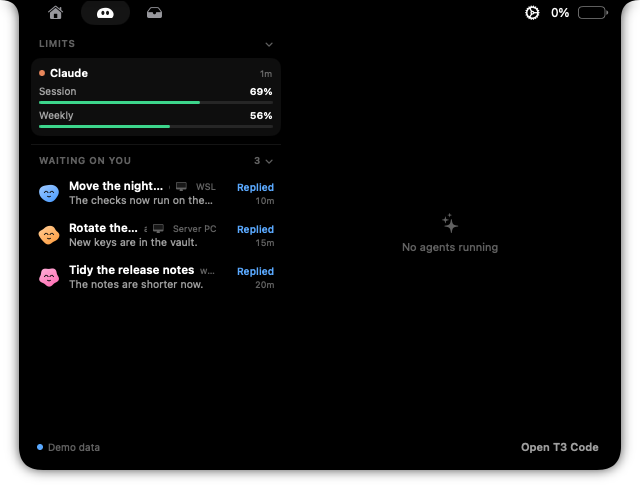 0%
LIMITS
Claude 1m
Session 69%
Weekly 56%
WAITING ON YOU 3
Move the night... WSL Replied
The checks now run on the... 10m
Rotate the... Server PC Replied
New keys are in the vault. 15m
Tidy the release notes w... Replied
The notes are shorter now. 20m
No agents running
Demo data
Open T3 Code